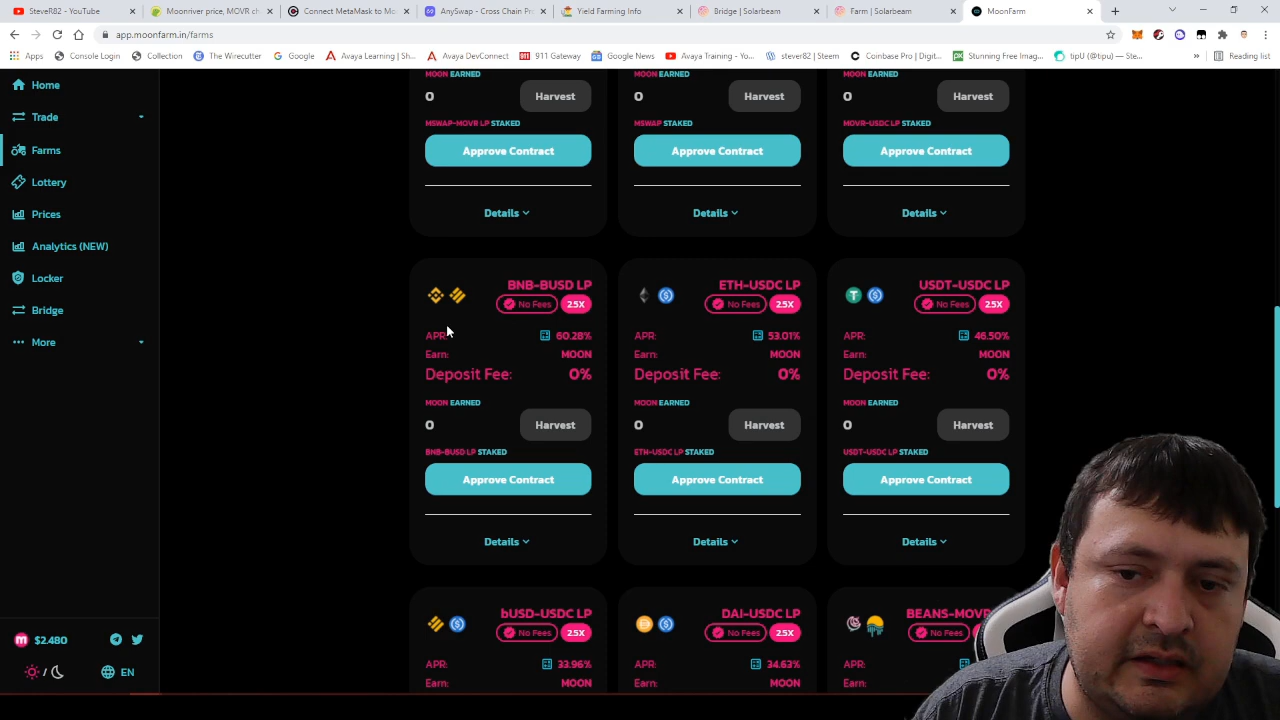 SteveR82 - YouTube
Moonriver price, MOVR ch
Connect MetaMask to Mo
AnySwap - Cross Chain P
Yield Farming Info
Bridge | Solarbeam
Farm | Solarbeam
MoonFarm
app.moonfarm.in/farms
Apps
Console Login
Collection
The Wirecutter
Google
Avaya Learning | Sh...
Avaya DevConnect
911 Gateway
Google News
Avaya Training - Yo...
stever82 | Steem
Coinbase Pro | Digit...
Stunning Free Imag...
tipU (@tipu) — Ste...
»
Reading list
Home
Trade
Farms
Lottery
Prices
Analytics (NEW)
Locker
Bridge
More
$2.480
/
EN
MOON EARNED
0
Harvest
MSWAP-MOVR LP STAKED
Approve Contract
Details
MOON EARNED
0
Harvest
MSWAP STAKED
Approve Contract
Details
MOON EARNED
0
Harvest
MOVR-USDC LP STAKED
Approve Contract
Details
BNB-BUSD LP
No Fees
25X
APR:
60.28%
Earn:
MOON
Deposit Fee:
0%
MOON EARNED
0
Harvest
BNB-BUSD LP STAKED
Approve Contract
Details
ETH-USDC LP
No Fees
25X
APR:
53.01%
Earn:
MOON
Deposit Fee:
0%
MOON EARNED
0
Harvest
ETH-USDC LP STAKED
Approve Contract
Details
USDT-USDC LP
No Fees
25X
APR:
46.50%
Earn:
MOON
Deposit Fee:
0%
MOON EARNED
0
Harvest
USDT-USDC LP STAKED
Approve Contract
Details
bUSD-USDC LP
No Fees
25X
APR:
33.96%
Earn:
MOON
DAI-USDC LP
No Fees
25X
APR:
34.63%
Earn:
MOON
BEANS-MOVR
No Fees
APR:
Earn: